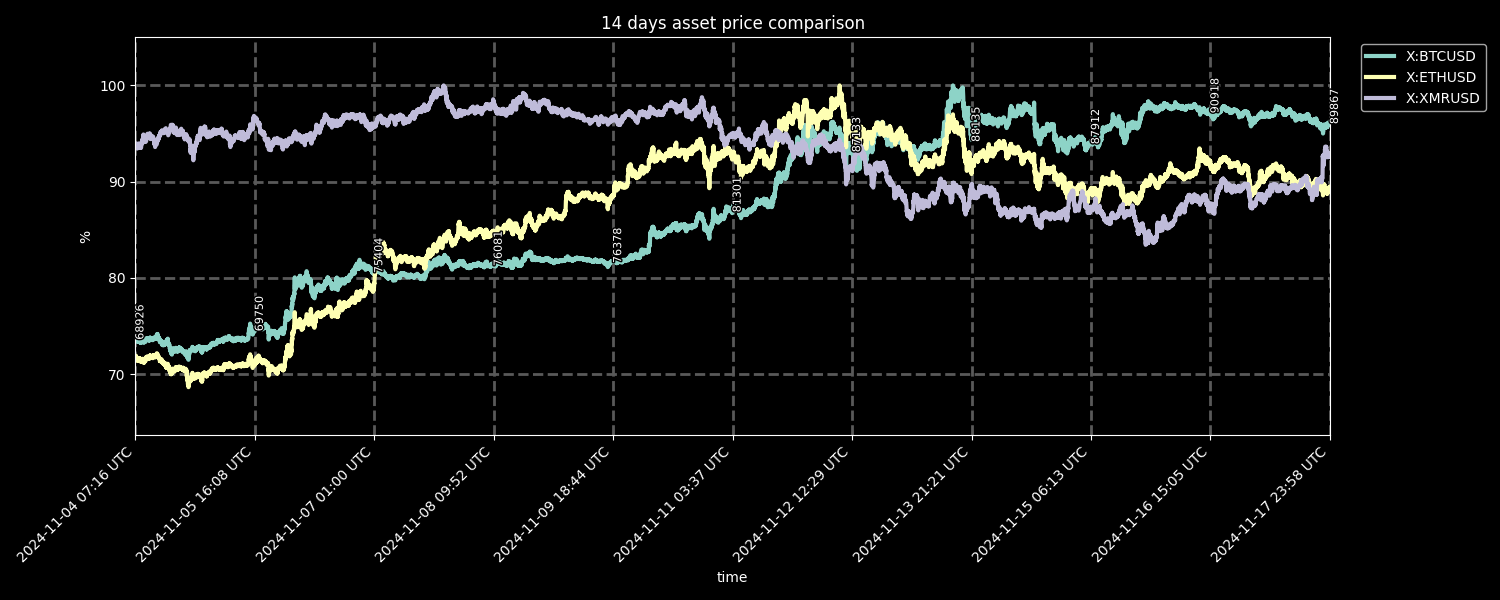 14 days asset price comparison
X:BTCUSD
X:ETHUSD
X:XMRUSD
100
90
80
70
%
68926
69750
75404
76081
76378
81301
87133
88135
87912
90918
89867
2024-11-04 07:16 UTC
2024-11-05 16:08 UTC
2024-11-07 01:00 UTC
2024-11-08 09:52 UTC
2024-11-09 18:44 UTC
2024-11-11 03:37 UTC
2024-11-12 12:29 UTC
2024-11-13 21:21 UTC
2024-11-15 06:13 UTC
2024-11-16 15:05 UTC
2024-11-17 23:58 UTC
time